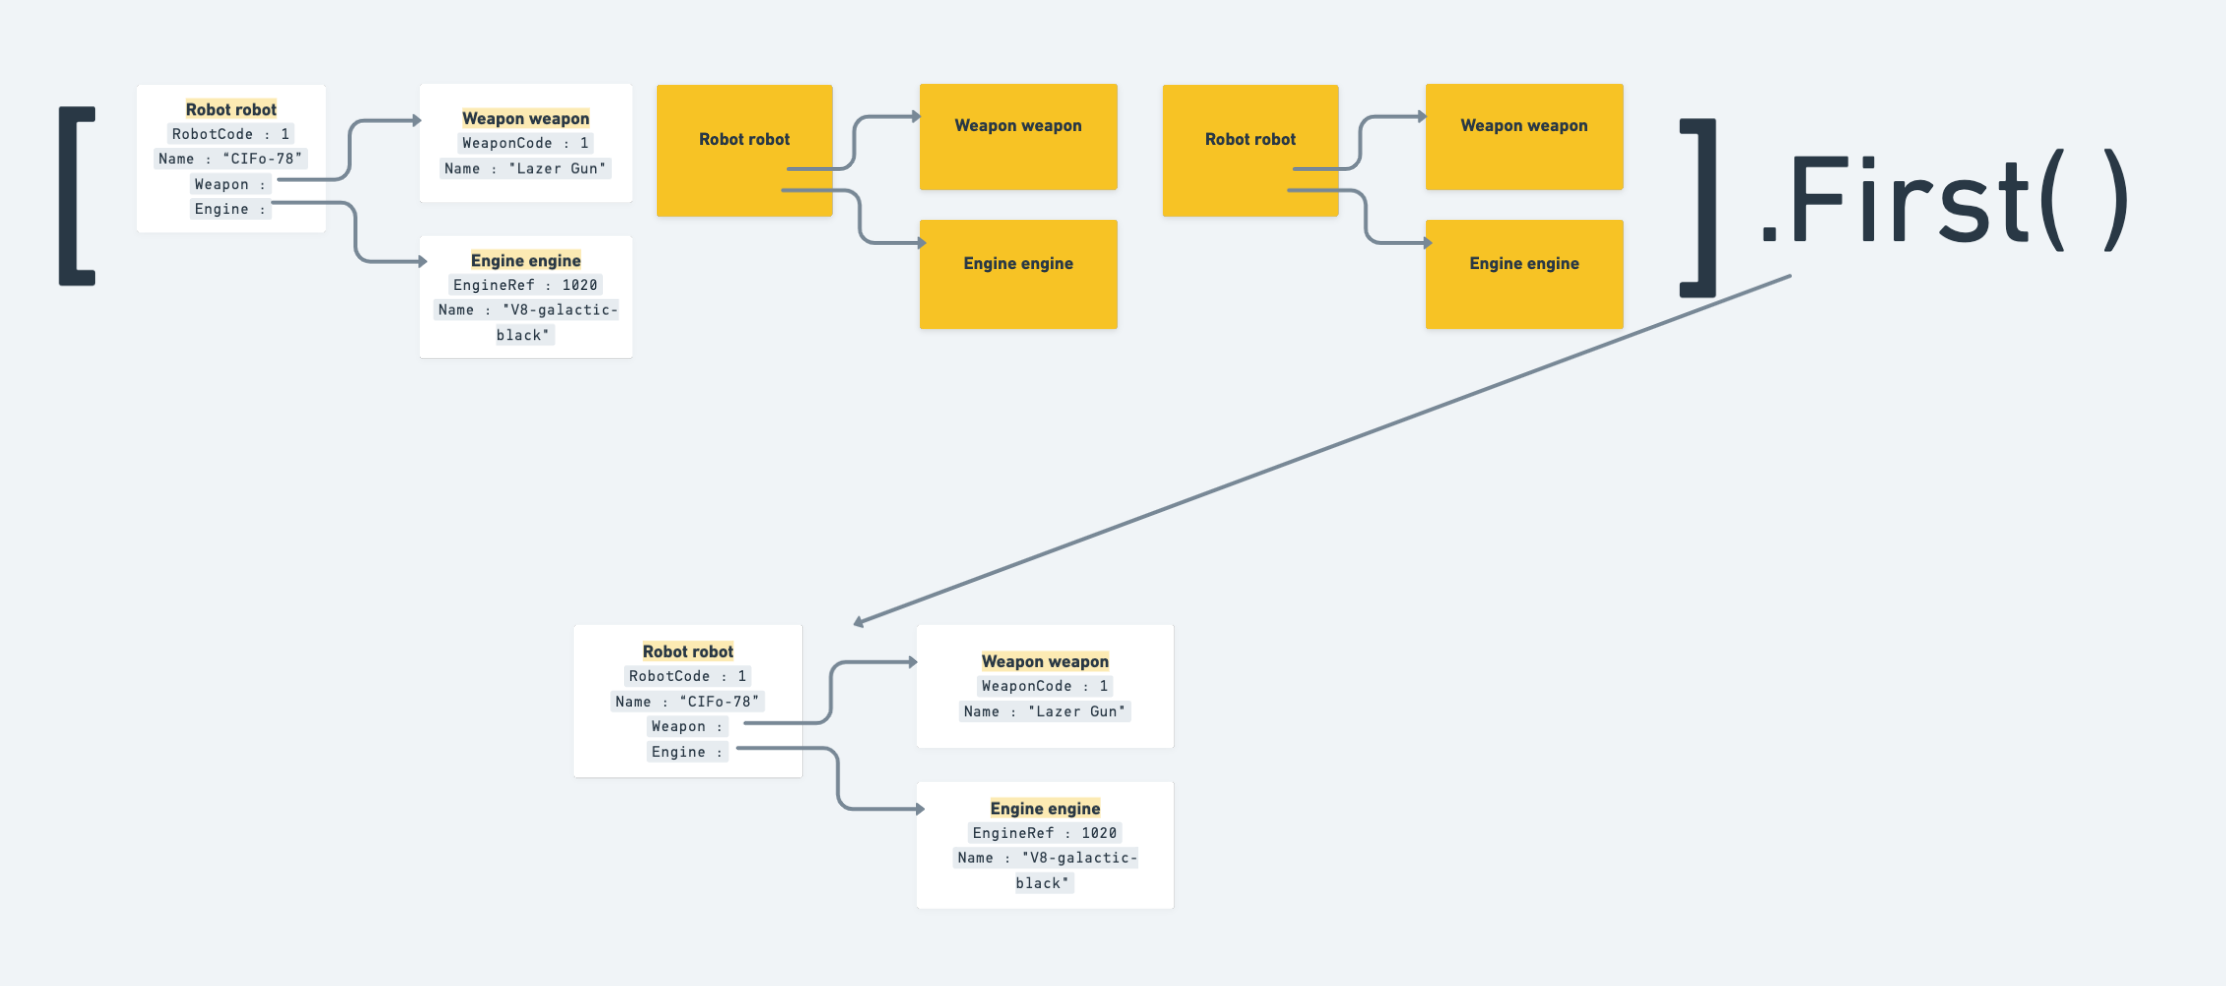 [
Robot robot
RobotCode : 1
Name : “CIFo-78”
Weapon :
Engine :
Weapon weapon
WeaponCode : 1
Name : "Lazer Gun"
Engine engine
EngineRef : 1020
Name : "V8-galactic-
black"
Robot robot
Weapon weapon
Engine engine
Robot robot
Weapon weapon
Engine engine
] .First( )
Robot robot
RobotCode : 1
Name : “CIFo-78”
Weapon :
Engine :
Weapon weapon
WeaponCode : 1
Name : "Lazer Gun"
Engine engine
EngineRef : 1020
Name : "V8-galactic-
black"